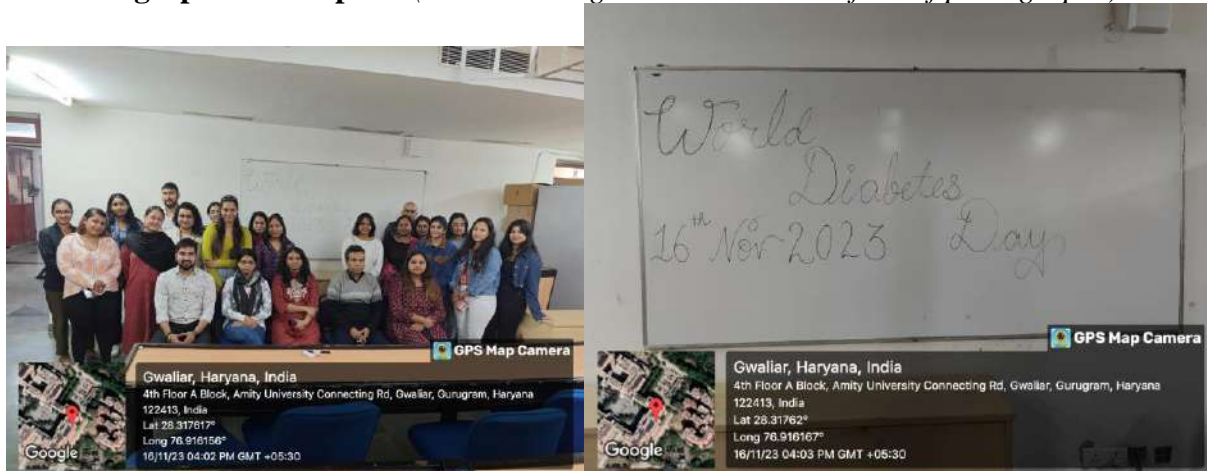 GPS Map Camera
Gwaliar, Haryana, India
4th Floor A Block, Amity University Connecting Rd, Gwaliar, Gurugram, Haryana
122413, India
Lat 28.317617°
Long 76.916156°
16/11/23 04:02 PM GMT +05:30
Google
World
Diabetes
16th Nov 2023 Day
GPS Map Camera
Gwaliar, Haryana, India
4th Floor A Block, Amity University Connecting Rd, Gwaliar, Gurugram, Haryana
122413, India
Lat 28.31762°
Long 76.916167°
16/11/23 04:03 PM GMT +05:30
Google